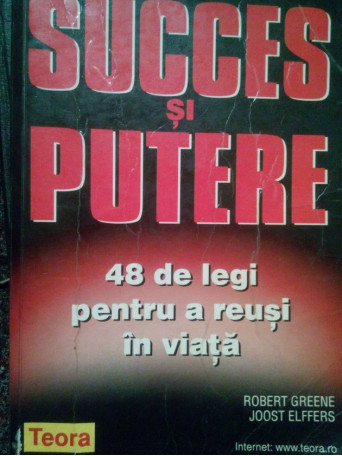 SUCCES
ȘI
PUTERE
48 de legi
pentru a reuși
în viață
ROBERT GREENE
JOOST ELFFERS
Teora
Internet: www.teora.ro